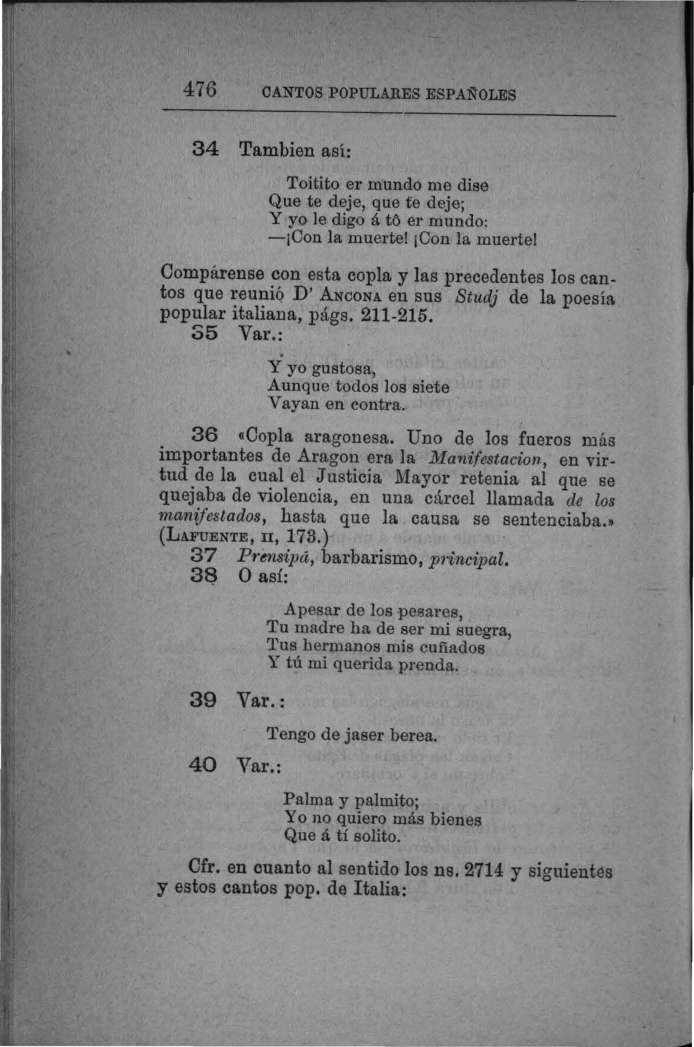 476 CANTOS POPULARES ESPAÑOLES
34 Tambien así:
Toitito er mundo me dise
Que te deje, que te deje;
Y yo le digo á tô er mundo:
—¡Con la muerte! ¡Con la muerte!
Compárense con esta copla y las precedentes los can-
tos que reunió D' ANCONA en sus Studj de la poesía
popular italiana, págs. 211-215.
35 Var.:
Y yo gustosa,
Aunque todos los siete
Vayan en contra.
36 «Copla aragonesa. Uno de los fueros más
importantes de Aragon era la Manifestacion, en vir-
tud de la cual el Justicia Mayor retenia al que se
quejaba de violencia, en una cárcel llamada de los
manifestados, hasta que la causa se sentenciaba.»
(LAFUENTE, II, 173.)
37 Prensipá, barbarismo, principal.
38 O así:
Apesar de los pesares,
Tu madre ha de ser mi suegra,
Tus hermanos mis cuñados
Y tú mi querida prenda.
39 Var.:
Tengo de jaser berea.
40 Var.:
Palma y palmito;
Yo no quiero más bienes
Que á tí solito.
Cfr. en cuanto al sentido los ns. 2714 y siguientes
y estos cantos pop. de Italia: